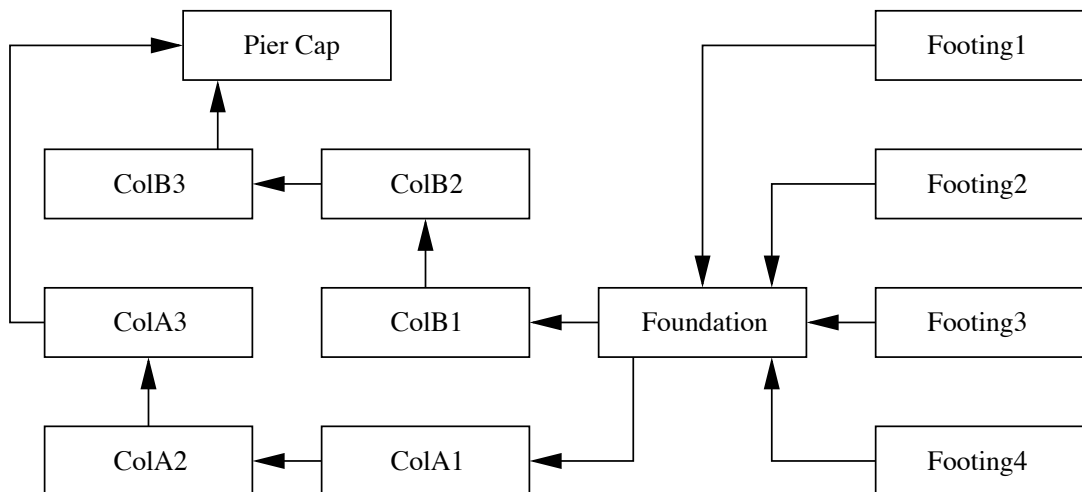 Pier Cap
Footing1
ColB3
ColB2
Footing2
ColA3
ColB1
Foundation
Footing3
ColA2
ColA1
Footing4